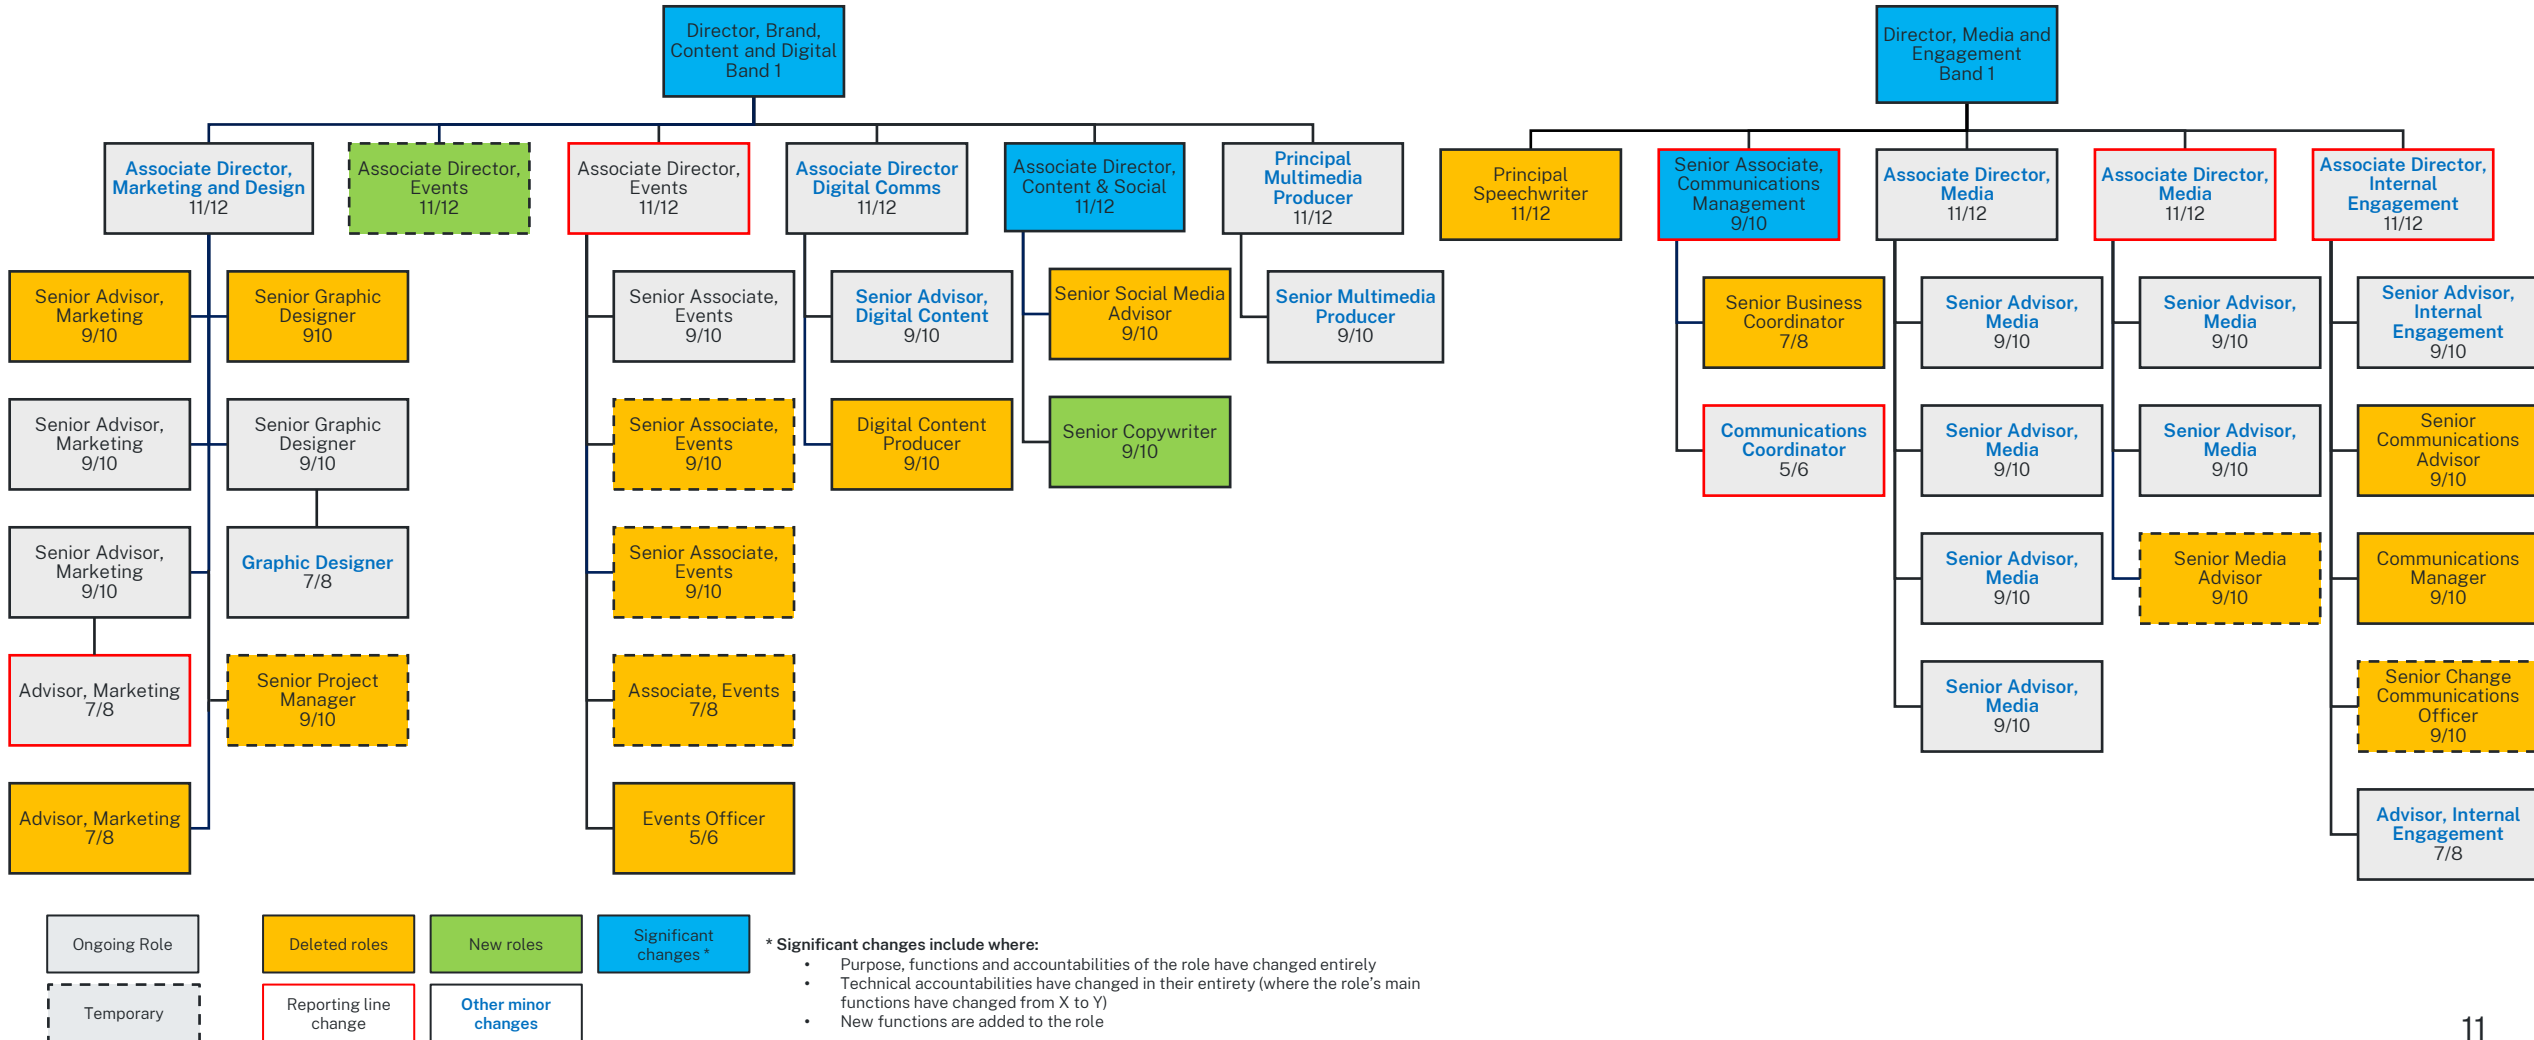 Director, Brand,
Content and Digital
Band 1
Director, Media and
Engagement
Band 1
Associate Director,
Marketing and Design
11/12
Associate Director,
Events
11/12
Associate Director,
Events
11/12
Associate Director
Digital Comms
11/12
Associate Director,
Content & Social
11/12
Principal
Multimedia
Producer
11/12
Principal
Speechwriter
11/12
Senior Associate,
Communications
Management
9/10
Associate Director,
Media
11/12
Associate Director,
Media
11/12
Associate Director,
Internal
Engagement
11/12
Senior Advisor,
Marketing
9/10
Senior Graphic
Designer
910
Senior Associate,
Events
9/10
Senior Advisor,
Digital Content
9/10
Senior Social Media
Advisor
9/10
Senior Multimedia
Producer
9/10
Senior Business
Coordinator
7/8
Senior Advisor,
Media
9/10
Senior Advisor,
Media
9/10
Senior Advisor,
Internal
Engagement
9/10
Senior Advisor,
Marketing
9/10
Senior Graphic
Designer
9/10
Senior Associate,
Events
9/10
Digital Content
Producer
9/10
Senior Copywriter
9/10
Communications
Coordinator
5/6
Senior Advisor,
Media
9/10
Senior Advisor,
Media
9/10
Senior
Communications
Advisor
9/10
Senior Advisor,
Marketing
9/10
Graphic Designer
7/8
Senior Associate,
Events
9/10
Senior Advisor,
Media
9/10
Senior Media
Advisor
9/10
Communications
Manager
9/10
Advisor, Marketing
7/8
Senior Project
Manager
9/10
Associate, Events
7/8
Senior Advisor,
Media
9/10
Senior Change
Communications
Officer
9/10
Advisor, Marketing
7/8
Events Officer
5/6
Advisor, Internal
Engagement
7/8
Ongoing Role
Deleted roles
New roles
Significant
changes *
Temporary
Reporting line
change
Other minor
changes
* Significant changes include where:
• Purpose, functions and accountabilities of the role have changed entirely
• Technical accountabilities have changed in their entirety (where the role's main
functions have changed from X to Y)
• New functions are added to the role
11